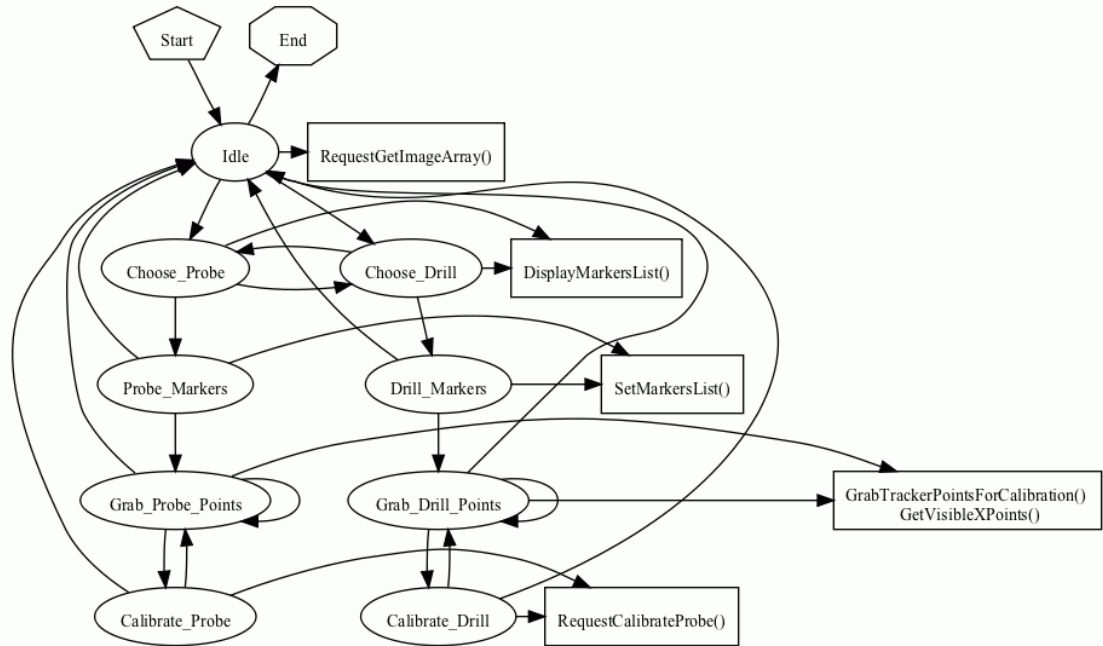 Start
End
Idle
RequestGetImageArray()
Choose_Probe
Choose_Drill
DisplayMarkersList()
Probe_Markers
Drill_Markers
SetMarkersList()
Grab_Probe_Points
Grab_Drill_Points
GrabTrackerPointsForCalibration()
GetVisibleXPoints()
Calibrate_Probe
Calibrate_Drill
RequestCalibrateProbe()